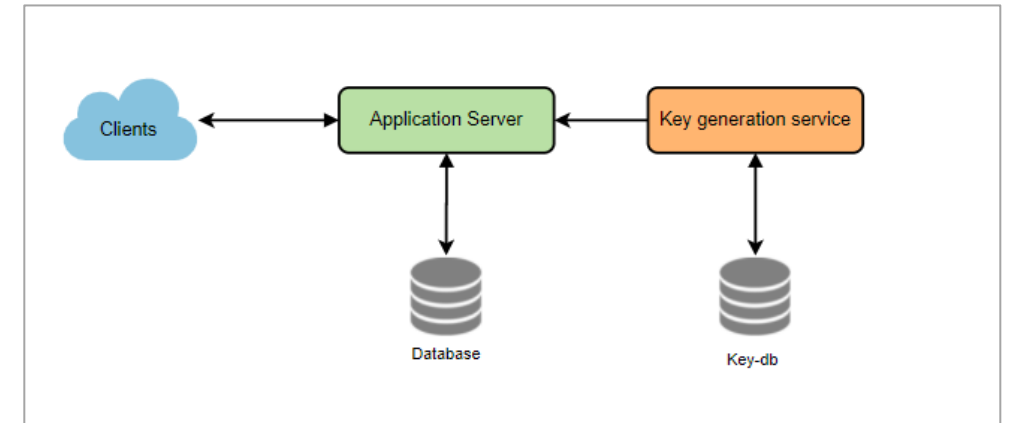 Clients
Application Server
Key generation service
Database
Key-db